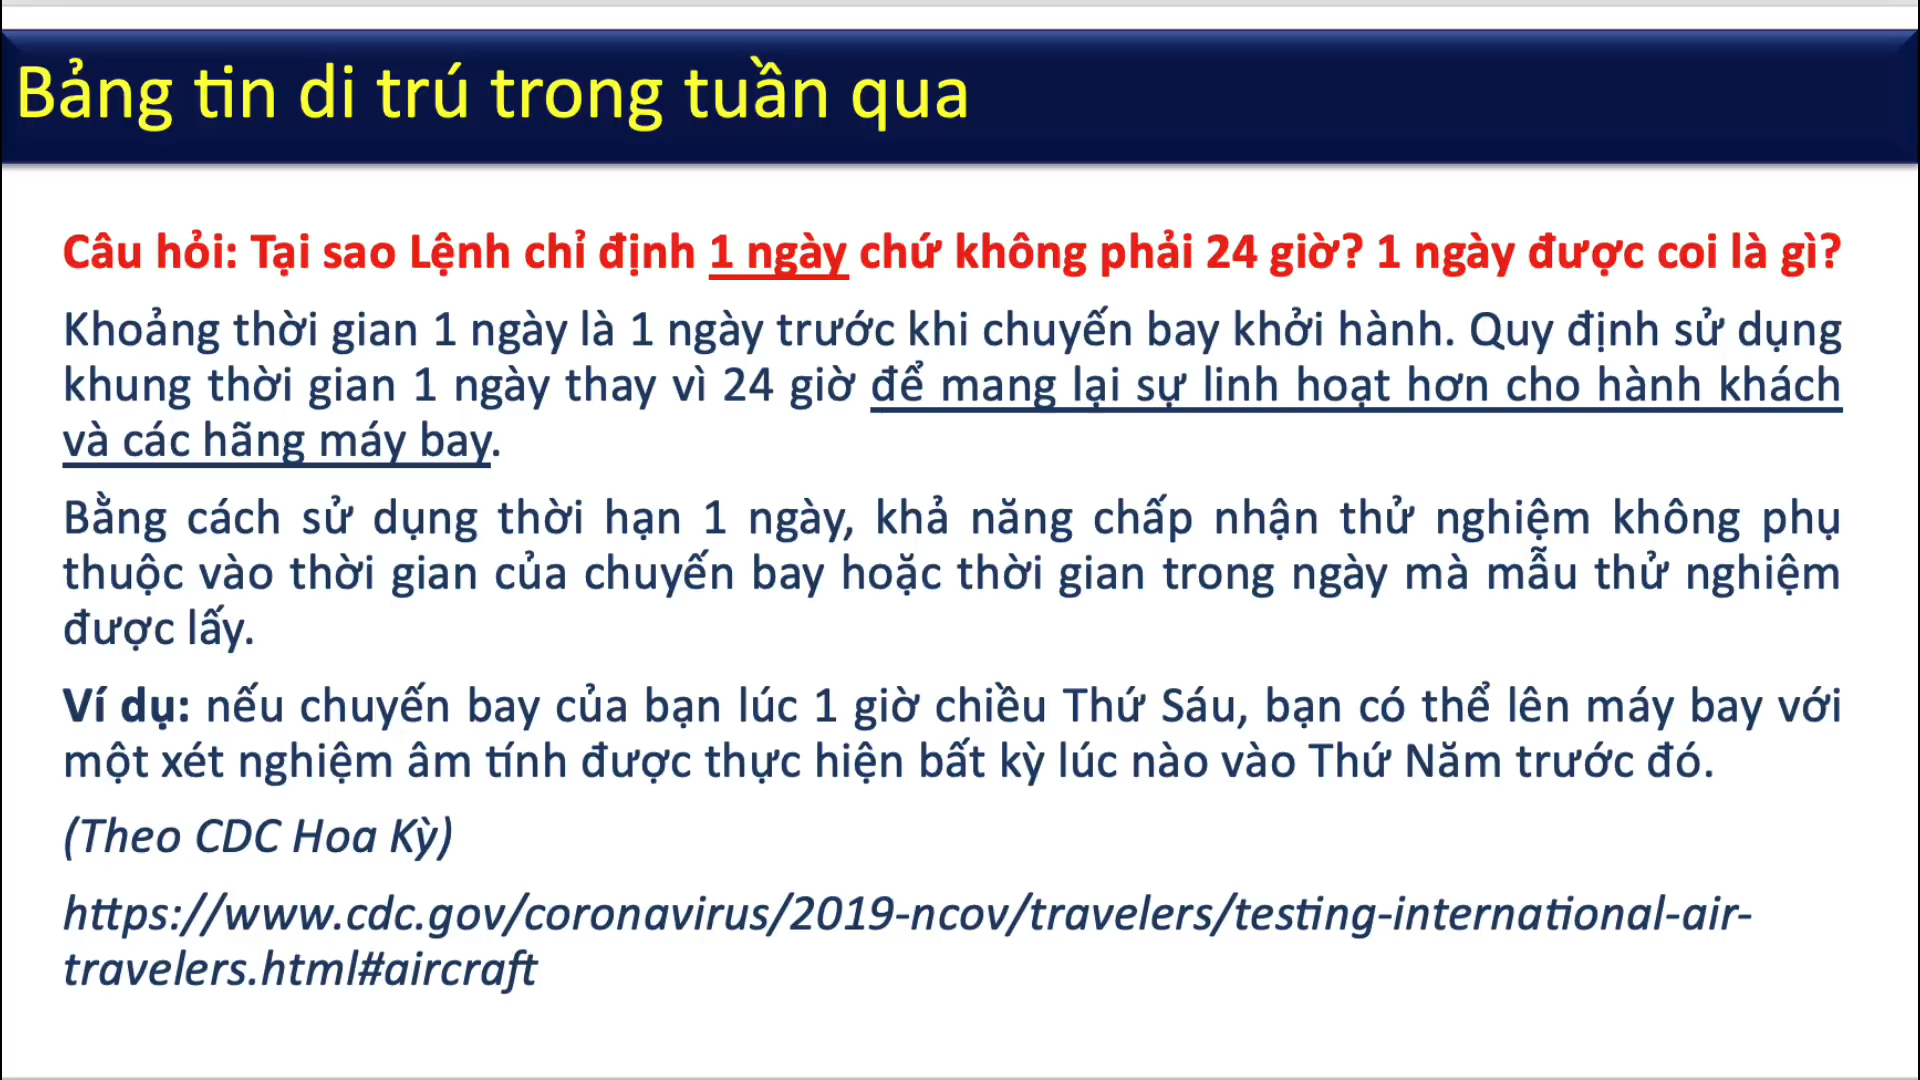 Bảng tin di trú trong tuần qua
Câu hỏi: Tại sao Lệnh chỉ định 1 ngày chứ không phải 24 giờ? 1 ngày được coi là gì?
Khoảng thời gian 1 ngày là 1 ngày trước khi chuyến bay khởi hành. Quy định sử dụng
khung thời gian 1 ngày thay vì 24 giờ để mang lại sự linh hoạt hơn cho hành khách
và các hãng máy bay.
Bằng cách sử dụng thời hạn 1 ngày, khả năng chấp nhận thử nghiệm không phụ
thuộc vào thời gian của chuyến bay hoặc thời gian trong ngày mà mẫu thử nghiệm
được lấy.
Ví dụ: nếu chuyến bay của bạn lúc 1 giờ chiều Thứ Sáu, bạn có thể lên máy bay với
một xét nghiệm âm tính được thực hiện bất kỳ lúc nào vào Thứ Năm trước đó.
(Theo CDC Hoa Kỳ)
https://www.cdc.gov/coronavirus/2019-ncov/travelers/testing-international-air-
travelers.html#aircraft